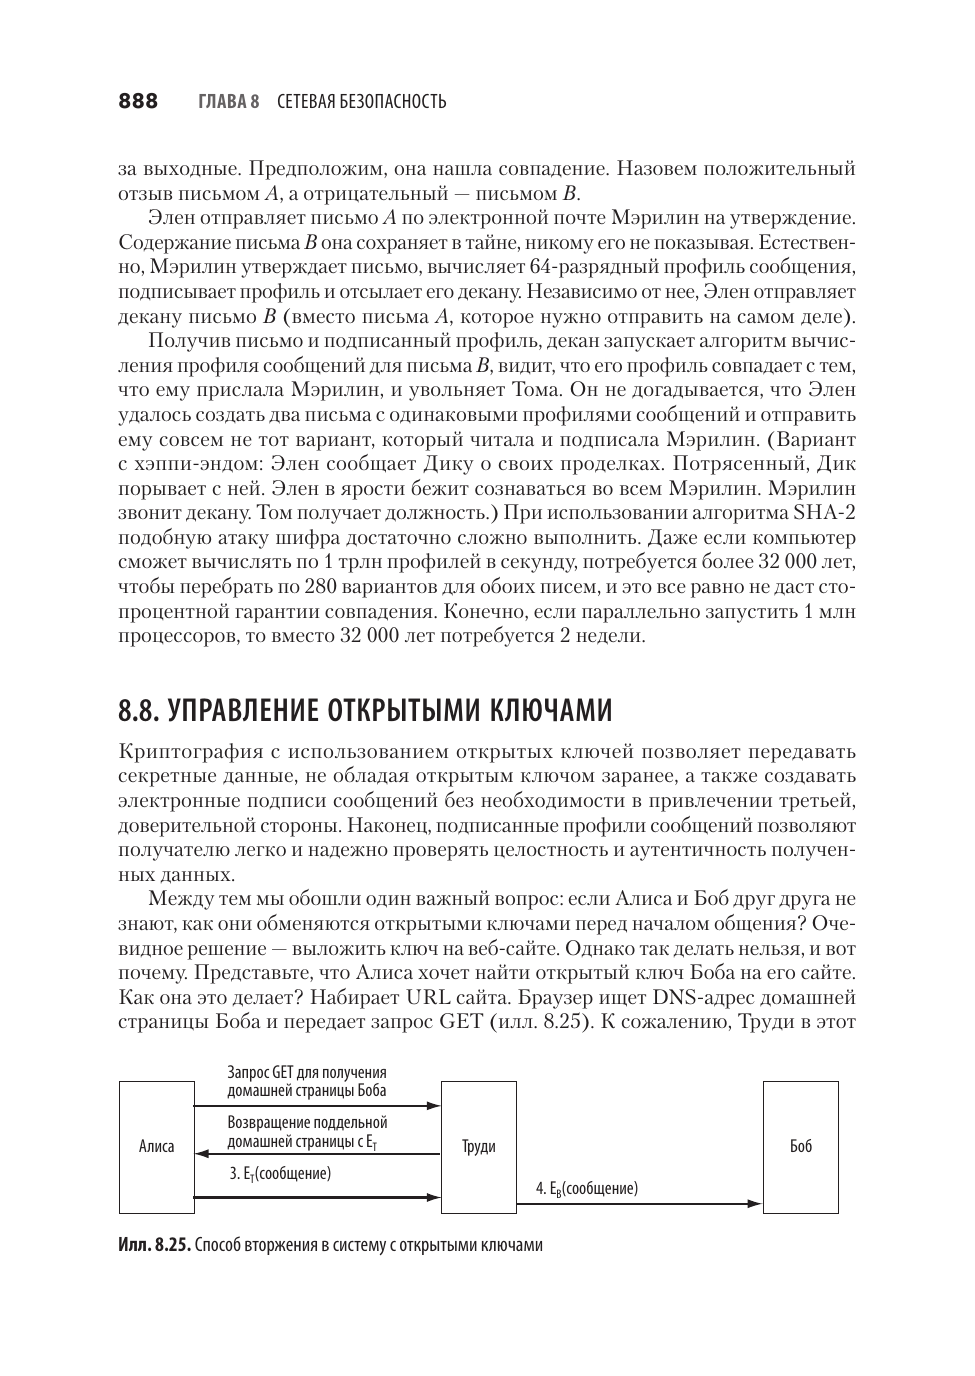 888 ГЛАВА 8 СЕТЕВАЯ БЕЗОПАСНОСТЬ
за выходные. Предположим, она нашла совпадение. Назовем положительный
отзыв письмом A, а отрицательный — письмом B.
Элен отправляет письмо A по электронной почте Мэрилин на утверждение.
Содержание письма B она сохраняет в тайне, никому его не показывая. Естествен-
но, Мэрилин утверждает письмо, вычисляет 64-разрядный профиль сообщения,
подписывает профиль и отсылает его декану. Независимо от нее, Элен отправляет
декану письмо B (вместо письма A, которое нужно отправить на самом деле).
Получив письмо и подписанный профиль, декан запускает алгоритм вычис-
ления профиля сообщений для письма B, видит, что его профиль совпадает с тем,
что ему прислала Мэрилин, и увольняет Тома. Он не догадывается, что Элен
удалось создать два письма с одинаковыми профилями сообщений и отправить
ему совсем не тот вариант, который читала и подписала Мэрилин. (Вариант
с хэппи-эндом: Элен сообщает Дику о своих проделках. Потрясенный, Дик
порывает с ней. Элен в ярости бежит сознаваться во всем Мэрилин. Мэрилин
звонит декану. Том получает должность.) При использовании алгоритма SHA-2
подобную атаку шифра достаточно сложно выполнить. Даже если компьютер
сможет вычислять по 1 трлн профилей в секунду, потребуется более 32 000 лет,
чтобы перебрать по 280 вариантов для обоих писем, и это все равно не даст сто-
процентной гарантии совпадения. Конечно, если параллельно запустить 1 млн
процессоров, то вместо 32 000 лет потребуется 2 недели.
8.8. УПРАВЛЕНИЕ ОТКРЫТЫМИ КЛЮЧАМИ
Криптография с использованием открытых ключей позволяет передавать
секретные данные, не обладая открытым ключом заранее, а также создавать
электронные подписи сообщений без необходимости в привлечении третьей,
доверительной стороны. Наконец, подписанные профили сообщений позволяют
получателю легко и надежно проверять целостность и аутентичность получен-
ных данных.
Между тем мы обошли один важный вопрос: если Алиса и Боб друг друга не
знают, как они обменяются открытыми ключами перед началом общения? Оче-
видное решение — выложить ключ на веб-сайте. Однако так делать нельзя, и вот
почему. Представьте, что Алиса хочет найти открытый ключ Боба на его сайте.
Как она это делает? Набирает URL сайта. Браузер ищет DNS-адрес домашней
страницы Боба и передает запрос GET (илл. 8.25). К сожалению, Труди в этот
Запрос GET для получения
домашней страницы Боба
Возвращение поддельной
домашней страницы с EТ
3. EТ(сообщение)
Алиса
Труди
4. EВ(сообщение)
Боб
Илл. 8.25. Способ вторжения в систему с открытыми ключами